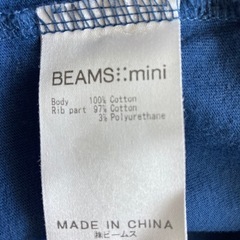 BEAMS::mini
Body 100% Cotton
Rib part 97% Cotton
3% Polyurethane
MADE IN CHINA
㈱ビームス